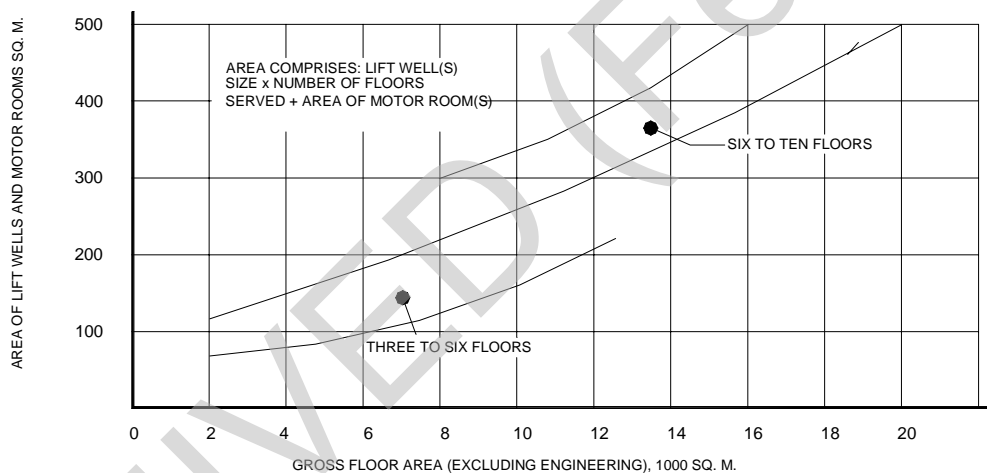 AREA OF LIFT WELLS AND MOTOR ROOMS SQ. M.
500
400
300
200
100
AREA COMPRISES: LIFT WELL(S)
SIZE x NUMBER OF FLOORS
SERVED + AREA OF MOTOR ROOM(S)
SIX TO TEN FLOORS
THREE TO SIX FLOORS
0 2 4 6 8 10 12 14 16 18 20
GROSS FLOOR AREA (EXCLUDING ENGINEERING), 1000 SQ. M.
IVED (Fe